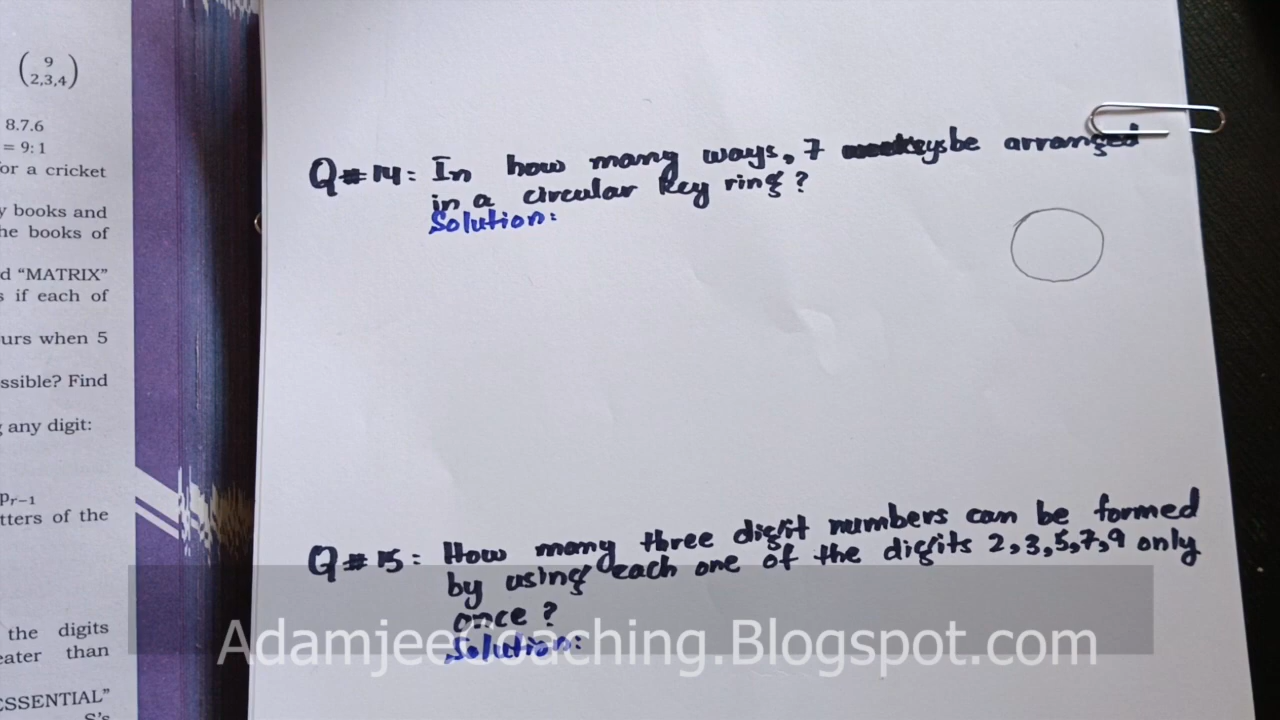 ( 9
2,3,4 )
8.7.6
= 9:1
or a cricket
y books and
he books of
d “MATRIX”
s if each of
urs when 5
ssible? Find
g any digit:
Pr−1
tters of the
the digits
eater than
ESSENTIAL”
S's
Q # 14: In how many ways, 7 keys be arranged
in a circular key ring?
Solution:
Q # 15: How many three digit numbers can be formed
by using each one of the digits 2,3,5,7,9 only
once?
Solution:
Adamjee Coaching.Blogspot.com